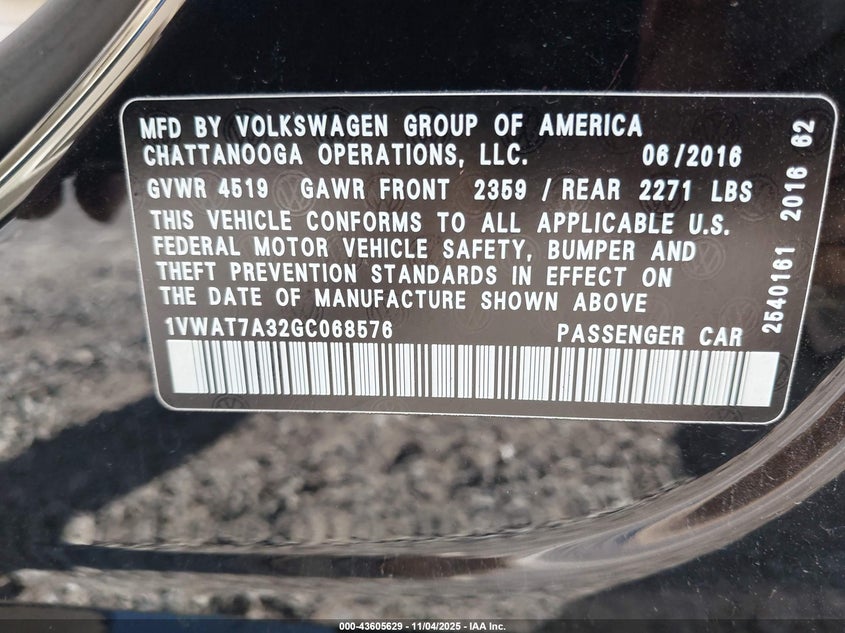 MFD BY VOLKSWAGEN GROUP OF AMERICA
CHATTANOOGA OPERATIONS, LLC. 06/2016
GVWR 4519 GAWR FRONT 2359 / REAR 2271 LBS
THIS VEHICLE CONFORMS TO ALL APPLICABLE U.S.
FEDERAL MOTOR VEHICLE SAFETY, BUMPER AND
THEFT PREVENTION STANDARDS IN EFFECT ON
THE DATE OF MANUFACTURE SHOWN ABOVE
1VWAT7A32GC068576 PASSENGER CAR
2540161 2016 62
000-43605629 - 11/04/2025 - IAA Inc.